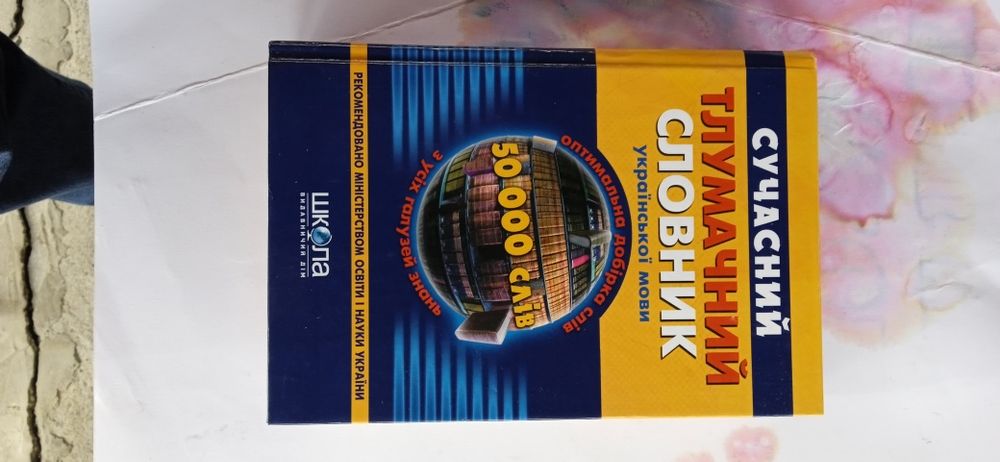 СУЧАСНИЙ
ТЛУМАЧНИЙ
СЛОВНИК
української мови
оптимальна добірка слів
50 000 слів
з усіх галузей знань
РЕКОМЕНДОВАНО МІНІСТЕРСТВОМ ОСВІТИ І НАУКИ УКРАЇНИ
ШКОЛА
ВИДАВНИЧИЙ ДІМ